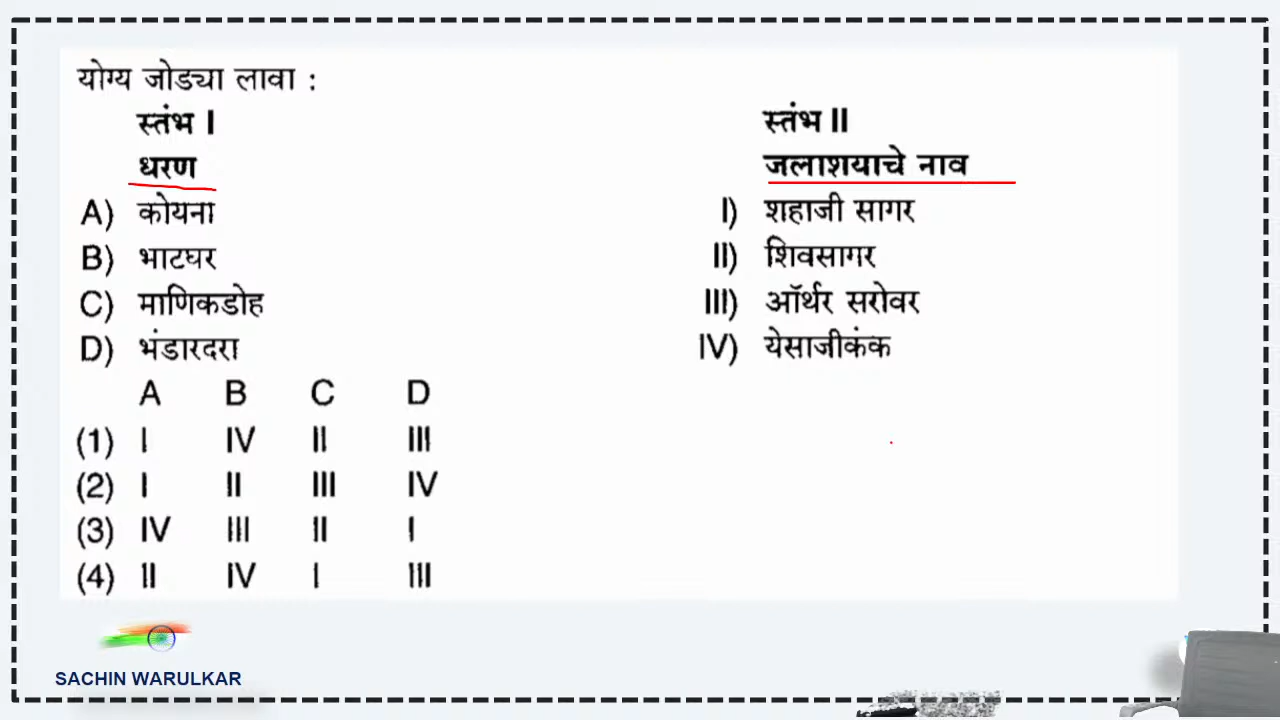 योग्य जोड्या लावा :
स्तंभ I स्तंभ II
धरण जलाशयाचे नाव
A) कोयना I) शहाजी सागर
B) भाटघर II) शिवसागर
C) माणिकडोह III) ऑर्थर सरोवर
D) भंडारदरा IV) येसाजीकंक
A B C D
(1) I IV II III
(2) I II III IV
(3) IV III II I
(4) II IV I III
SACHIN WARULKAR